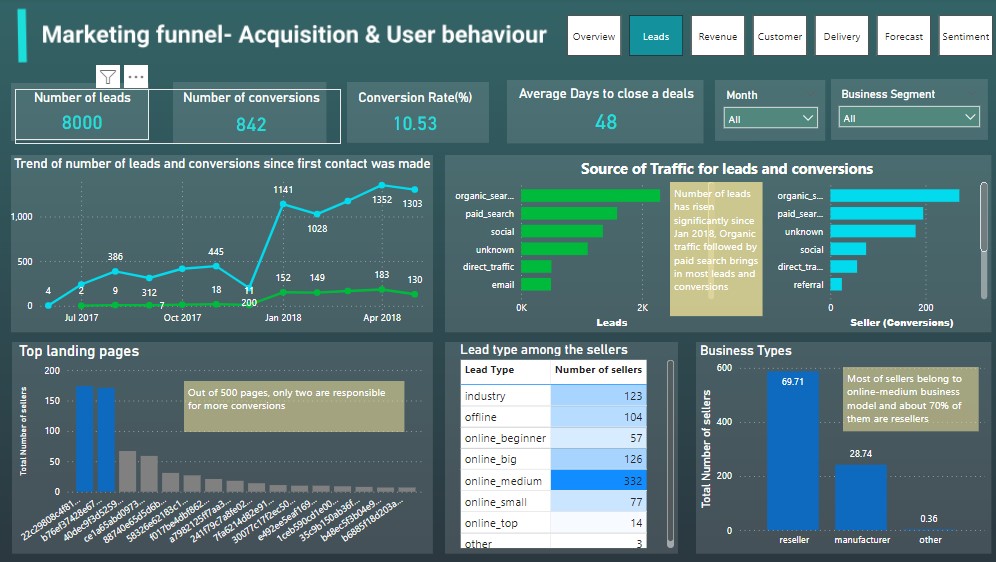 Marketing funnel- Acquisition & User behaviour
Overview
Leads
Revenue
Customer
Delivery
Forecast
Sentiment
Number of leads
8000
Number of conversions
842
Conversion Rate(%)
10.53
Average Days to close a deals
48
Month
All
Business Segment
All
Trend of number of leads and conversions since first contact was made
1,000
500
0
4
2
386
9
312
7
445
18
11
200
1141
152
1028
149
1352
183
1303
130
Jul 2017
Oct 2017
Jan 2018
Apr 2018
Source of Traffic for leads and conversions
organic_sear...
paid_search
social
unknown
direct_traffic
email
0K
2K
Leads
Number of leads
has risen
significantly since
Jan 2018, Organic
traffic followed by
paid search brings
in most leads and
conversions
organic_s...
paid_sear...
unknown
social
direct_tra...
referral
0
200
Seller (Conversions)
Top landing pages
Total Number of sellers
200
150
100
50
0
Out of 500 pages, only two are responsible
for more conversions
22c29808c4f81...
b76ef37428e67...
40dec9f3d5259...
ce1a65abd0973...
58326e62183c1...
f017be4dbf862...
a7982125ff7aa3...
241f79c7a8fe02...
7fa6214d82e91...
30077c17f2ec50...
e492ee5eaf169...
Lead type among the sellers
Lead Type
Number of sellers
industry 123
offline 104
online_beginner 57
online_big 126
online_medium 332
online_small 77
online_top 14
other 3
Business Types
Total Number of sellers
600
400
200
0
69.71
28.74
0.36
reseller
manufacturer
other
Most of sellers belong to
online-medium business
model and about 70% of
them are resellers